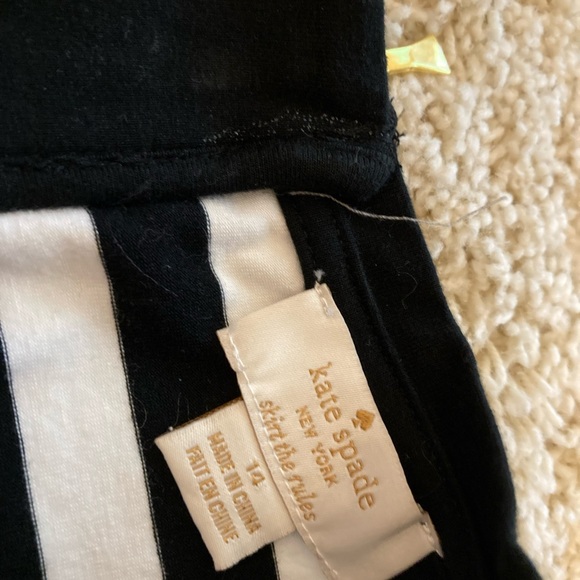 kate spade
NEW YORK
skirt the rules
14
MADE IN CHINA
FAIT EN CHINE